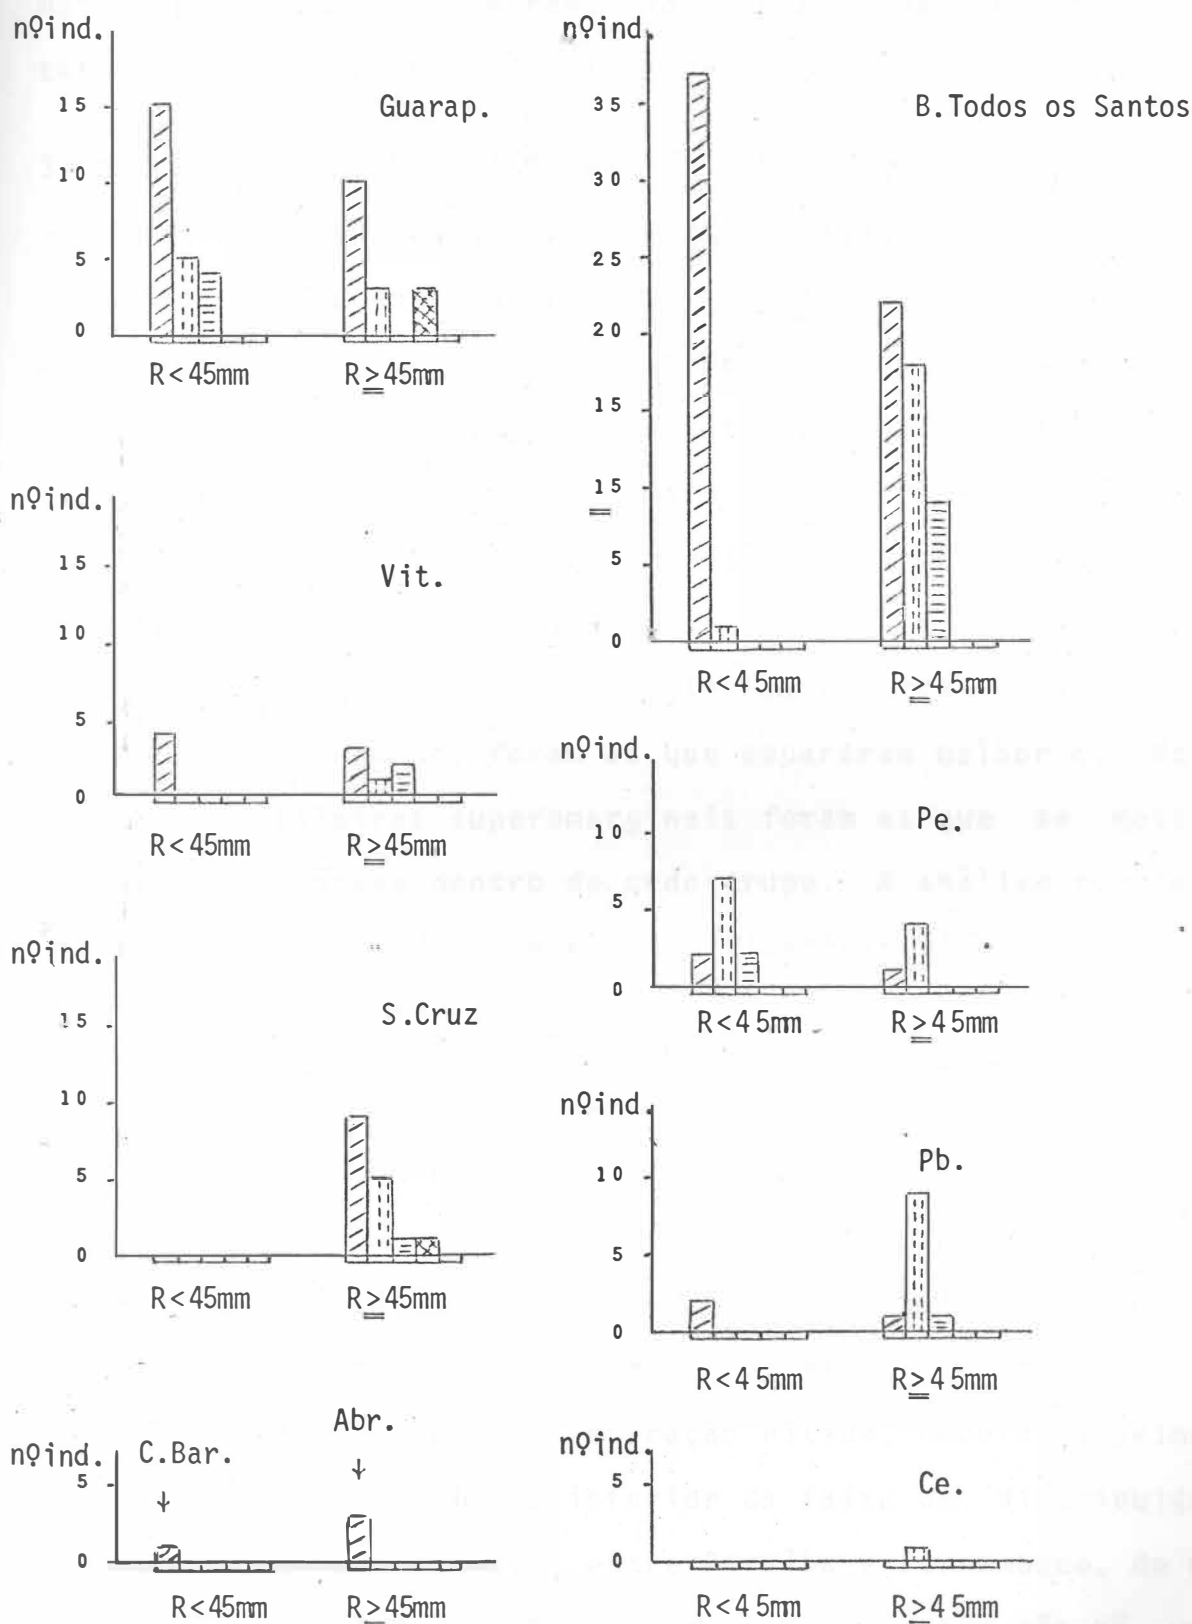 nºind.
15
Guarap.
10
5
0
R<45mm
R≥45mm
nºind.
15
Vit.
10
5
0
R<45mm
R≥45mm
nºind.
S.Cruz
15
10
5
0
R<45mm
R≥45mm
Abr.
nºind.
C.Bar.
5
0
R<45mm
R≥45mm
nºind.
35
B.Todos os Santos
30
25
20
15
15
5
0
R<45mm
R≥45mm
nºind.
Pe.
10
5
0
R<45mm
R≥45mm
nºind.
Pb.
10
5
0
R<45mm
R≥45mm
nºind.
5
Ce.
0
R<45mm
R≥45mm